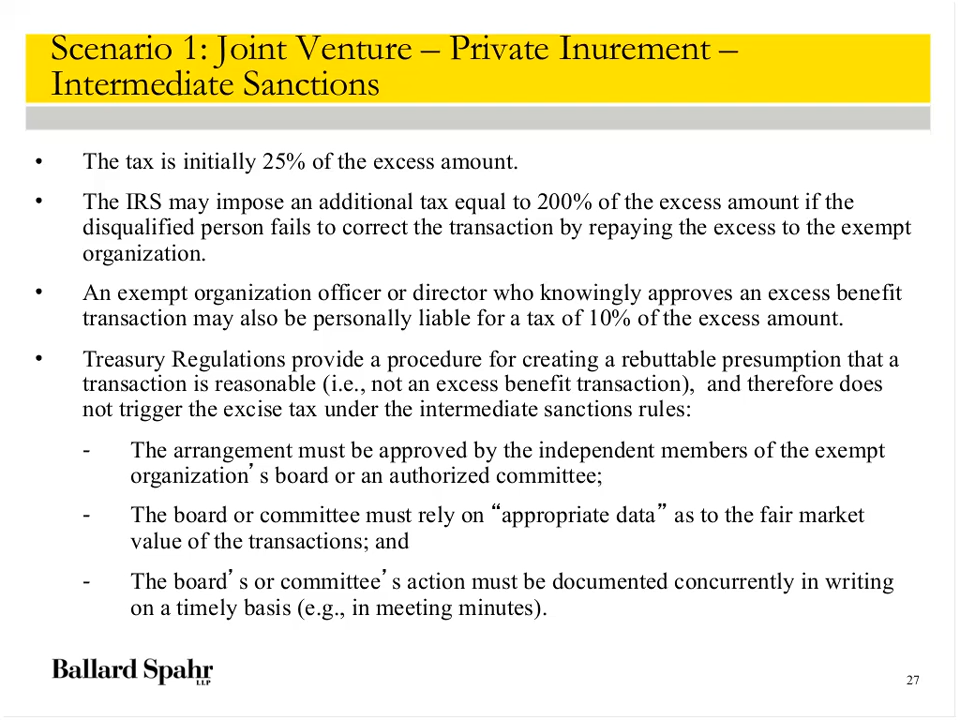 Scenario 1: Joint Venture – Private Inurement –
Intermediate Sanctions
• The tax is initially 25% of the excess amount.
• The IRS may impose an additional tax equal to 200% of the excess amount if the
disqualified person fails to correct the transaction by repaying the excess to the exempt
organization.
• An exempt organization officer or director who knowingly approves an excess benefit
transaction may also be personally liable for a tax of 10% of the excess amount.
• Treasury Regulations provide a procedure for creating a rebuttable presumption that a
transaction is reasonable (i.e., not an excess benefit transaction),  and therefore does
not trigger the excise tax under the intermediate sanctions rules:
- The arrangement must be approved by the independent members of the exempt
organization’s board or an authorized committee;
- The board or committee must rely on “appropriate data” as to the fair market
value of the transactions; and
- The board’s or committee’s action must be documented concurrently in writing
on a timely basis (e.g., in meeting minutes).
Ballard Spahr
LLP
27